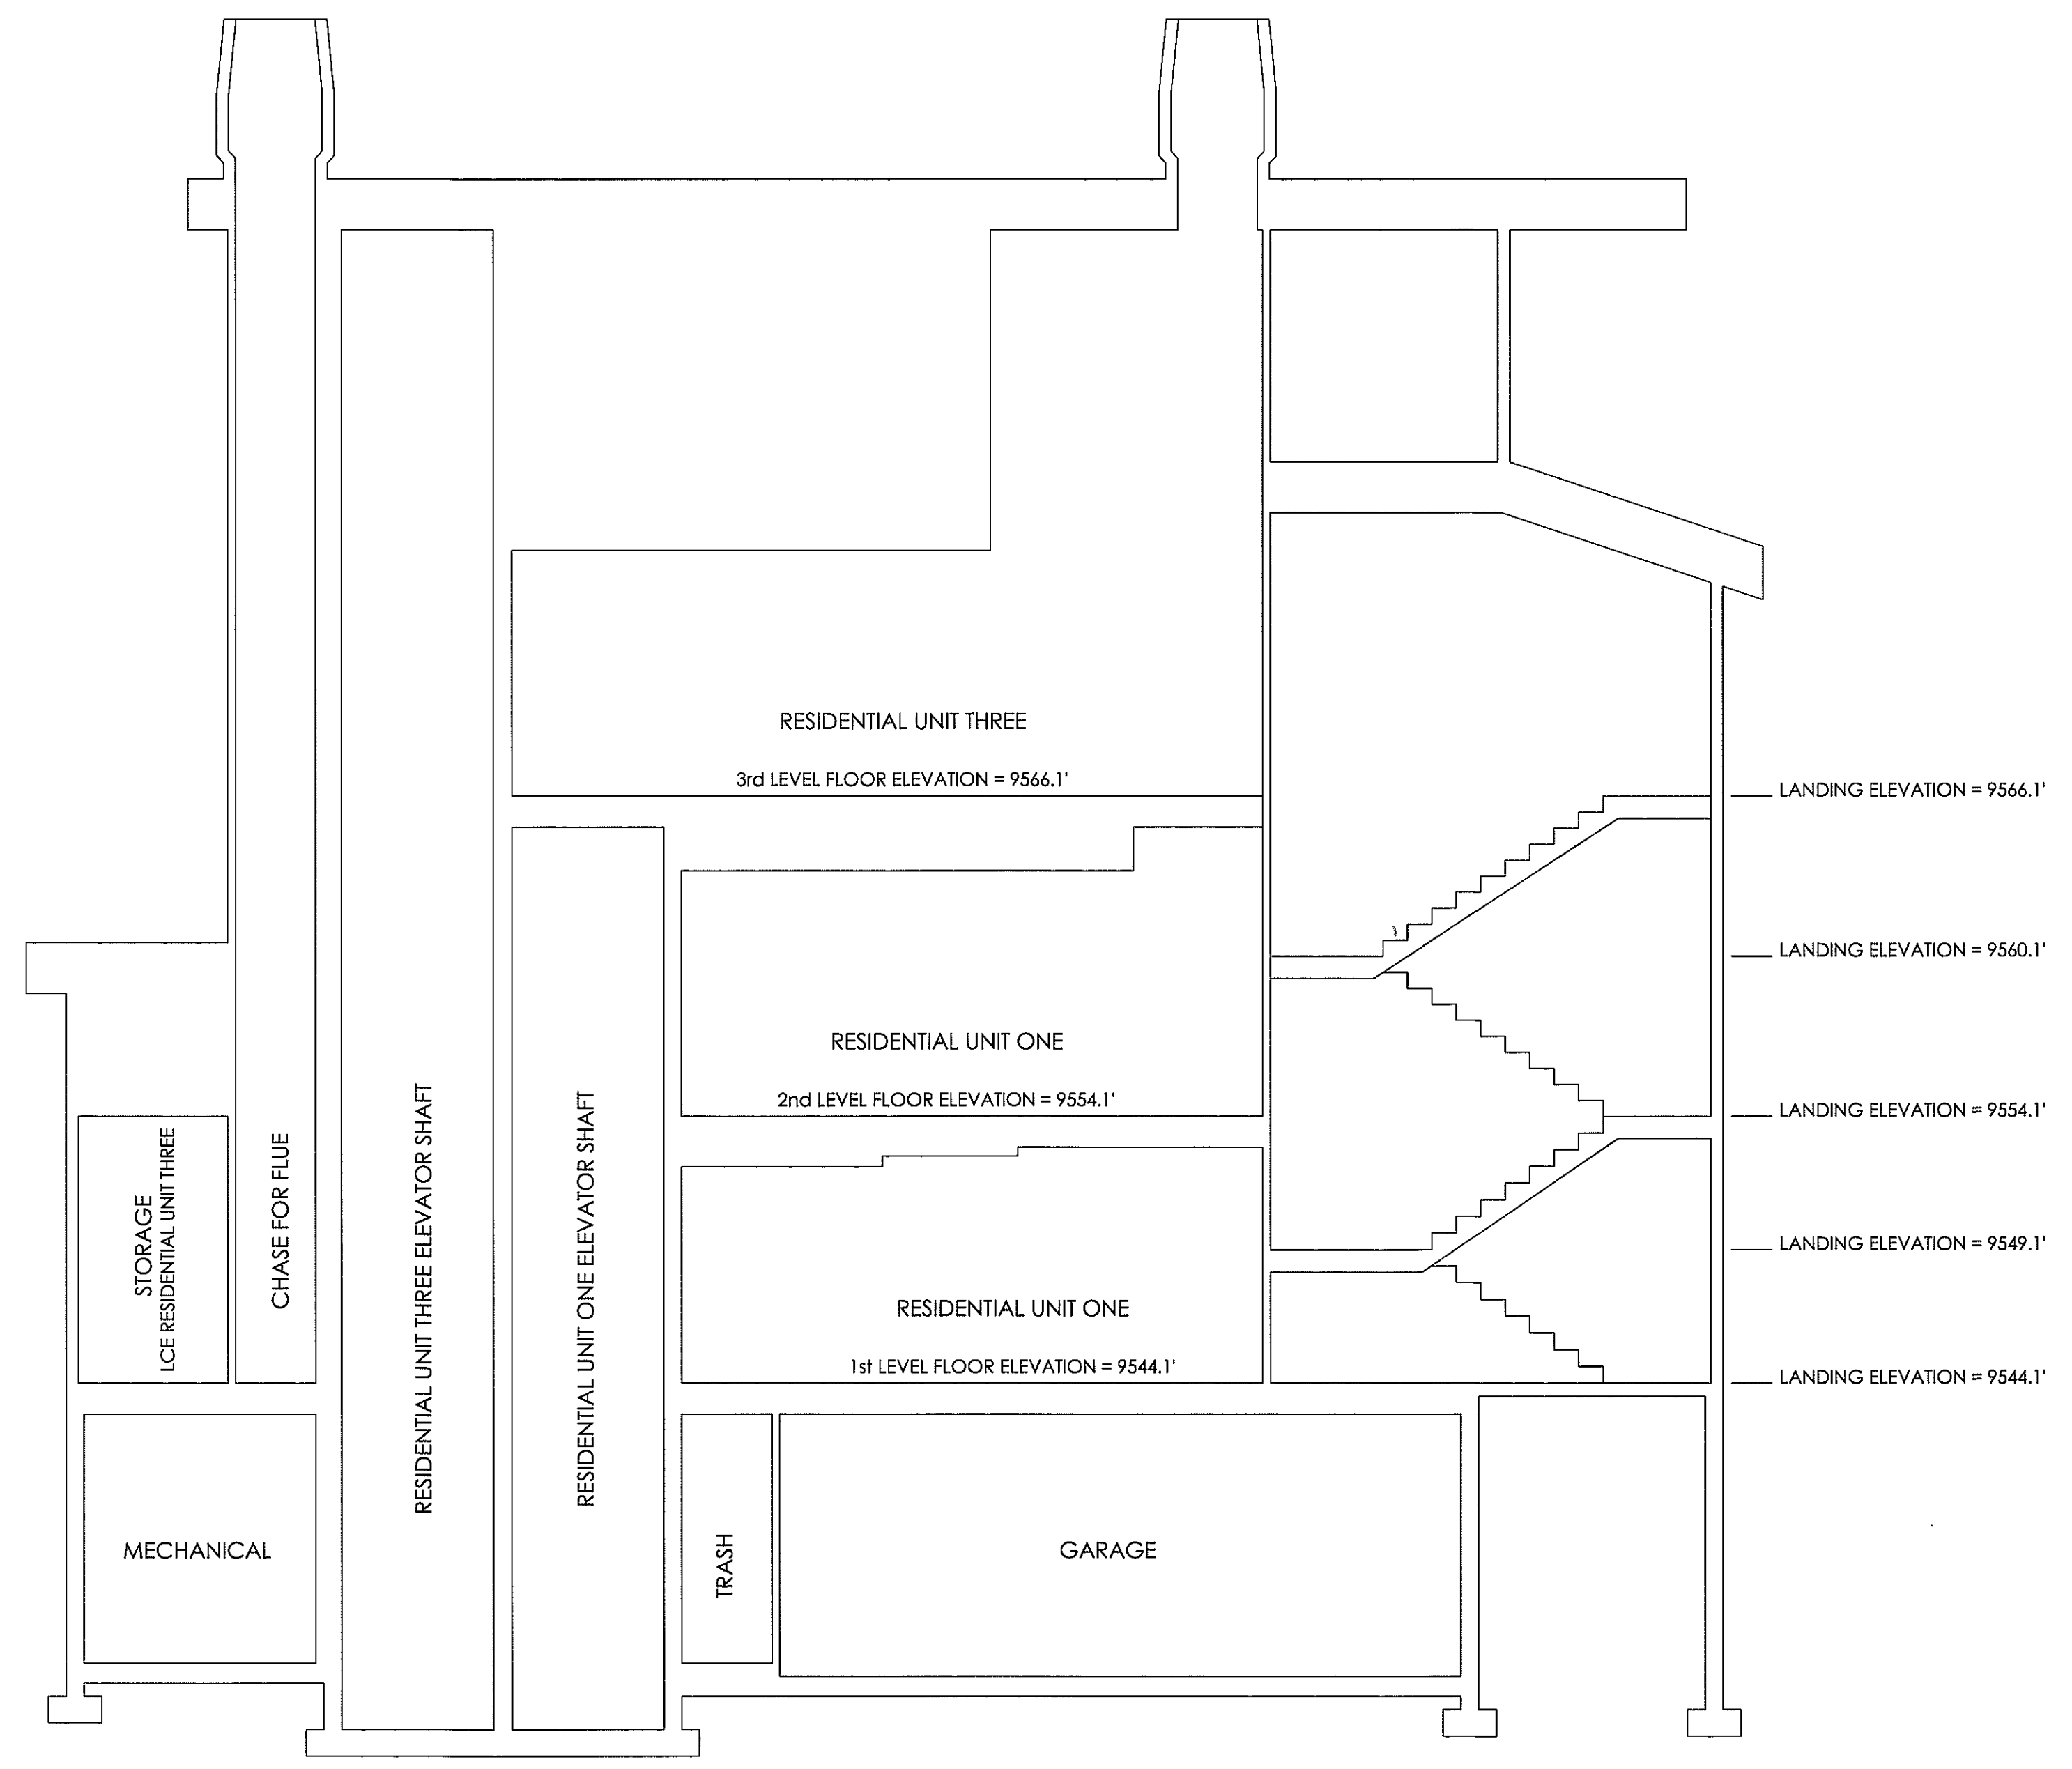 RESIDENTIAL UNIT THREE
3rd LEVEL FLOOR ELEVATION = 9566.1'
LANDING ELEVATION = 9566.1'
LANDING ELEVATION = 9560.1'
RESIDENTIAL UNIT ONE
2nd LEVEL FLOOR ELEVATION = 9554.1'
LANDING ELEVATION = 9554.1'
STORAGE
LCE RESIDENTIAL UNIT THREE
CHASE FOR FLUE
RESIDENTIAL UNIT THREE ELEVATOR SHAFT
RESIDENTIAL UNIT ONE ELEVATOR SHAFT
LANDING ELEVATION = 9549.1'
RESIDENTIAL UNIT ONE
1st LEVEL FLOOR ELEVATION = 9544.1'
LANDING ELEVATION = 9544.1'
MECHANICAL
TRASH
GARAGE